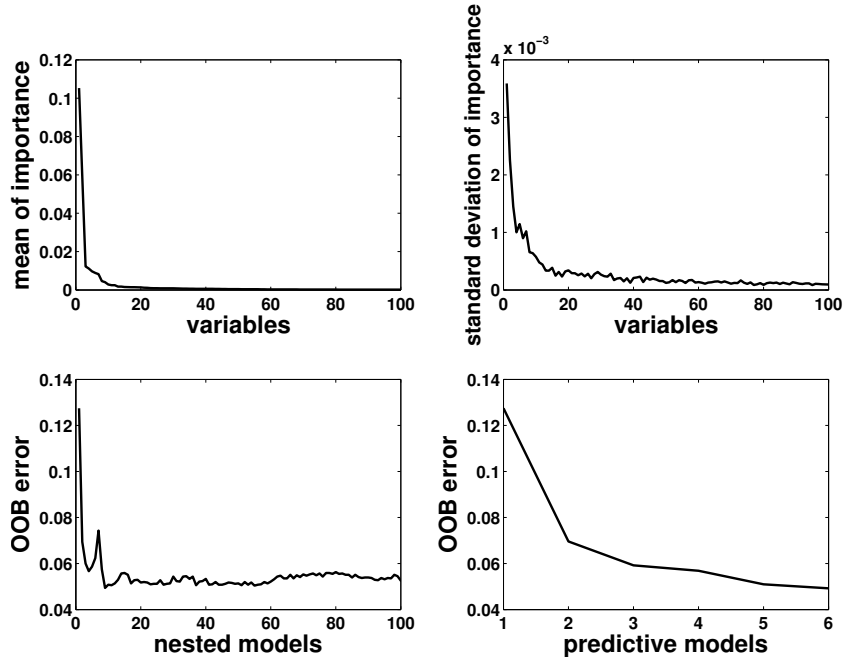 mean of importance
0.12
0.1
0.08
0.06
0.04
0.02
0
0 20 40 60 80 100
variables
standard deviation of importance
x 10⁻³
4
3
2
1
0
0 20 40 60 80 100
variables
OOB error
0.14
0.12
0.1
0.08
0.06
0.04
0 20 40 60 80 100
nested models
OOB error
0.14
0.12
0.1
0.08
0.06
0.04
1 2 3 4 5 6
predictive models